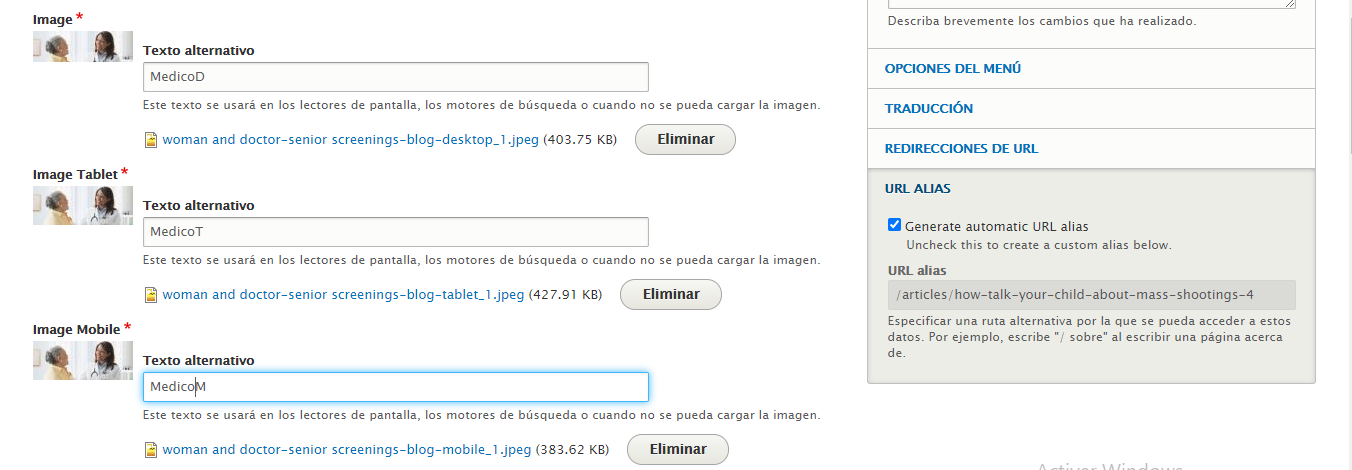 Image *
Texto alternativo
MedicoD
Este texto se usará en los lectores de pantalla, los motores de búsqueda o cuando no se pueda cargar la imagen.
woman and doctor-senior screenings-blog-desktop_1.jpeg (403.75 KB)
Eliminar
Image Tablet *
Texto alternativo
MedicoT
Este texto se usará en los lectores de pantalla, los motores de búsqueda o cuando no se pueda cargar la imagen.
woman and doctor-senior screenings-blog-tablet_1.jpeg (427.91 KB)
Eliminar
Image Mobile *
Texto alternativo
MedicoM
Este texto se usará en los lectores de pantalla, los motores de búsqueda o cuando no se pueda cargar la imagen.
woman and doctor-senior screenings-blog-mobile_1.jpeg (383.62 KB)
Eliminar
Describa brevemente los cambios que ha realizado.
OPCIONES DEL MENÚ
TRADUCCIÓN
REDIRECCIONES DE URL
URL ALIAS
Generate automatic URL alias
Uncheck this to create a custom alias below.
URL alias
/articles/how-talk-your-child-about-mass-shootings-4
Especificar una ruta alternativa por la que se pueda acceder a estos
datos. Por ejemplo, escribe "/ sobre" al escribir una página acerca
de.
Activar Windows